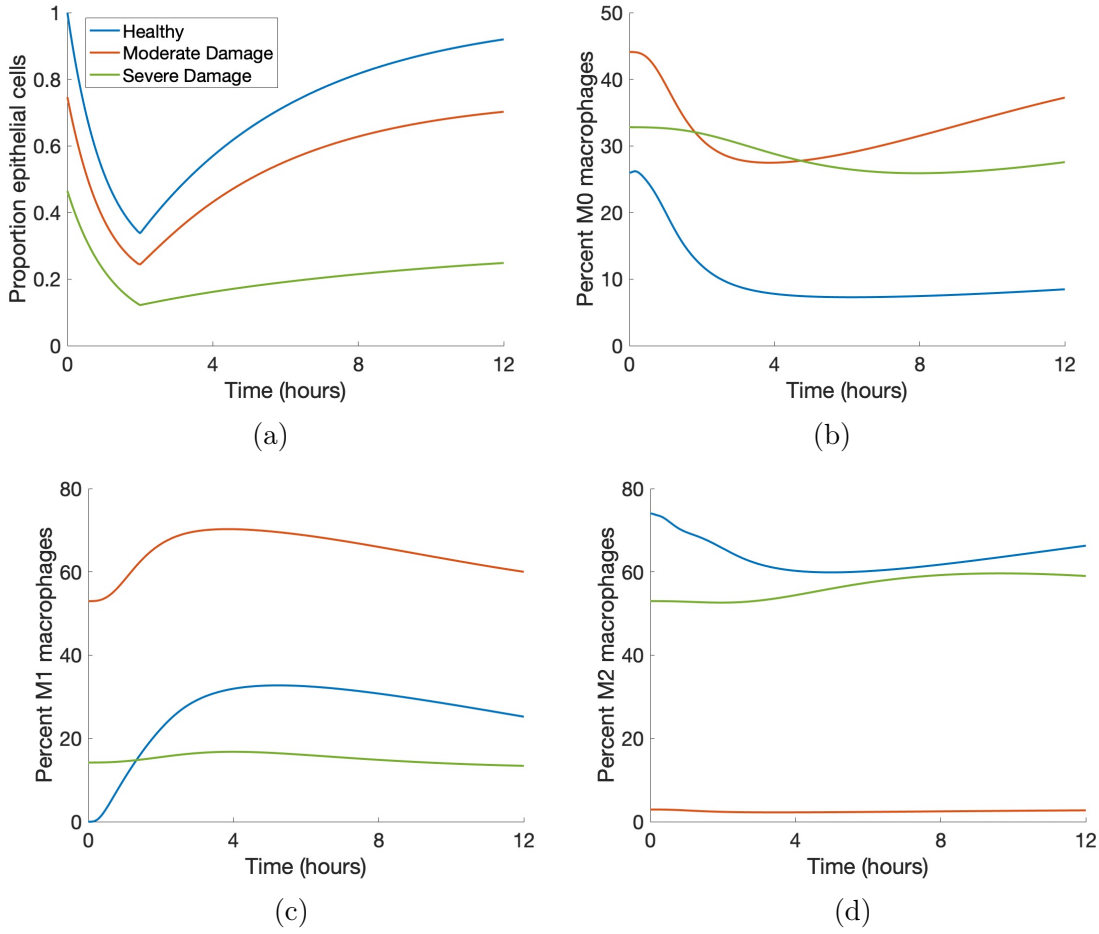 Proportion epithelial cells
1
0.8
0.6
0.4
0.2
0
Healthy
Moderate Damage
Severe Damage
0 4 8 12
Time (hours)
(a)
Percent M0 macrophages
50
40
30
20
10
0
0 4 8 12
Time (hours)
(b)
Percent M1 macrophages
80
60
40
20
0
0 4 8 12
Time (hours)
(c)
Percent M2 macrophages
80
60
40
20
0
0 4 8 12
Time (hours)
(d)